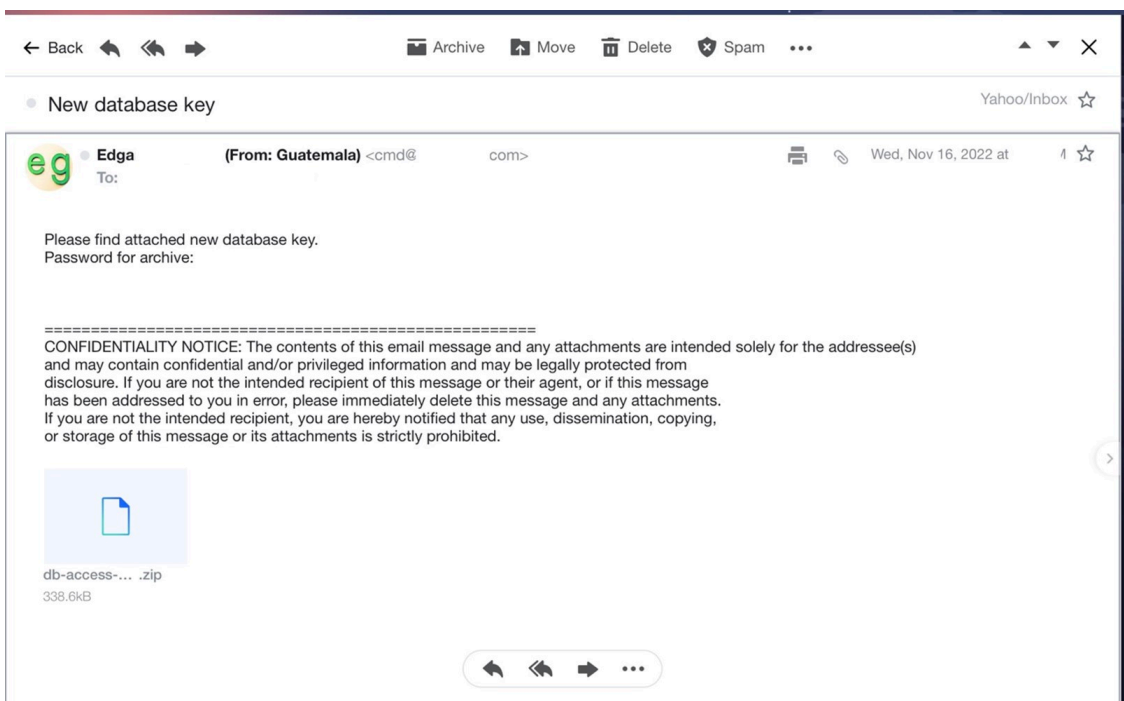 Back
Archive
Move
Delete
Spam
New database key
Yahoo/Inbox
eg
Edga (From: Guatemala) <cmd@ com>
Wed, Nov 16, 2022 at
To:
Please find attached new database key.
Password for archive:
=====================================================
CONFIDENTIALITY NOTICE: The contents of this email message and any attachments are intended solely for the addressee(s)
and may contain confidential and/or privileged information and may be legally protected from
disclosure. If you are not the intended recipient of this message or their agent, or if this message
has been addressed to you in error, please immediately delete this message and any attachments.
If you are not the intended recipient, you are hereby notified that any use, dissemination, copying,
or storage of this message or its attachments is strictly prohibited.
db-access-... .zip
338.6kB